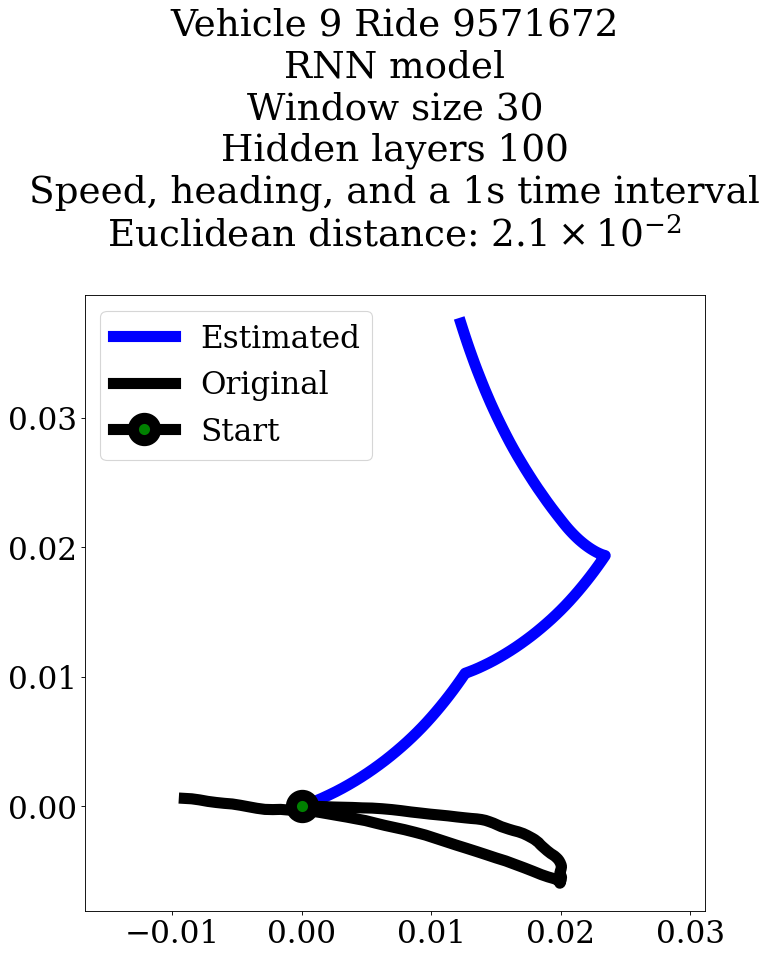 Vehicle 9 Ride 9571672
RNN model
Window size 30
Hidden layers 100
Speed, heading, and a 1s time interval
Euclidean distance: 2.1 × 10⁻²
Estimated
Original
Start
0.03
0.02
0.01
0.00
−0.01 0.00 0.01 0.02 0.03